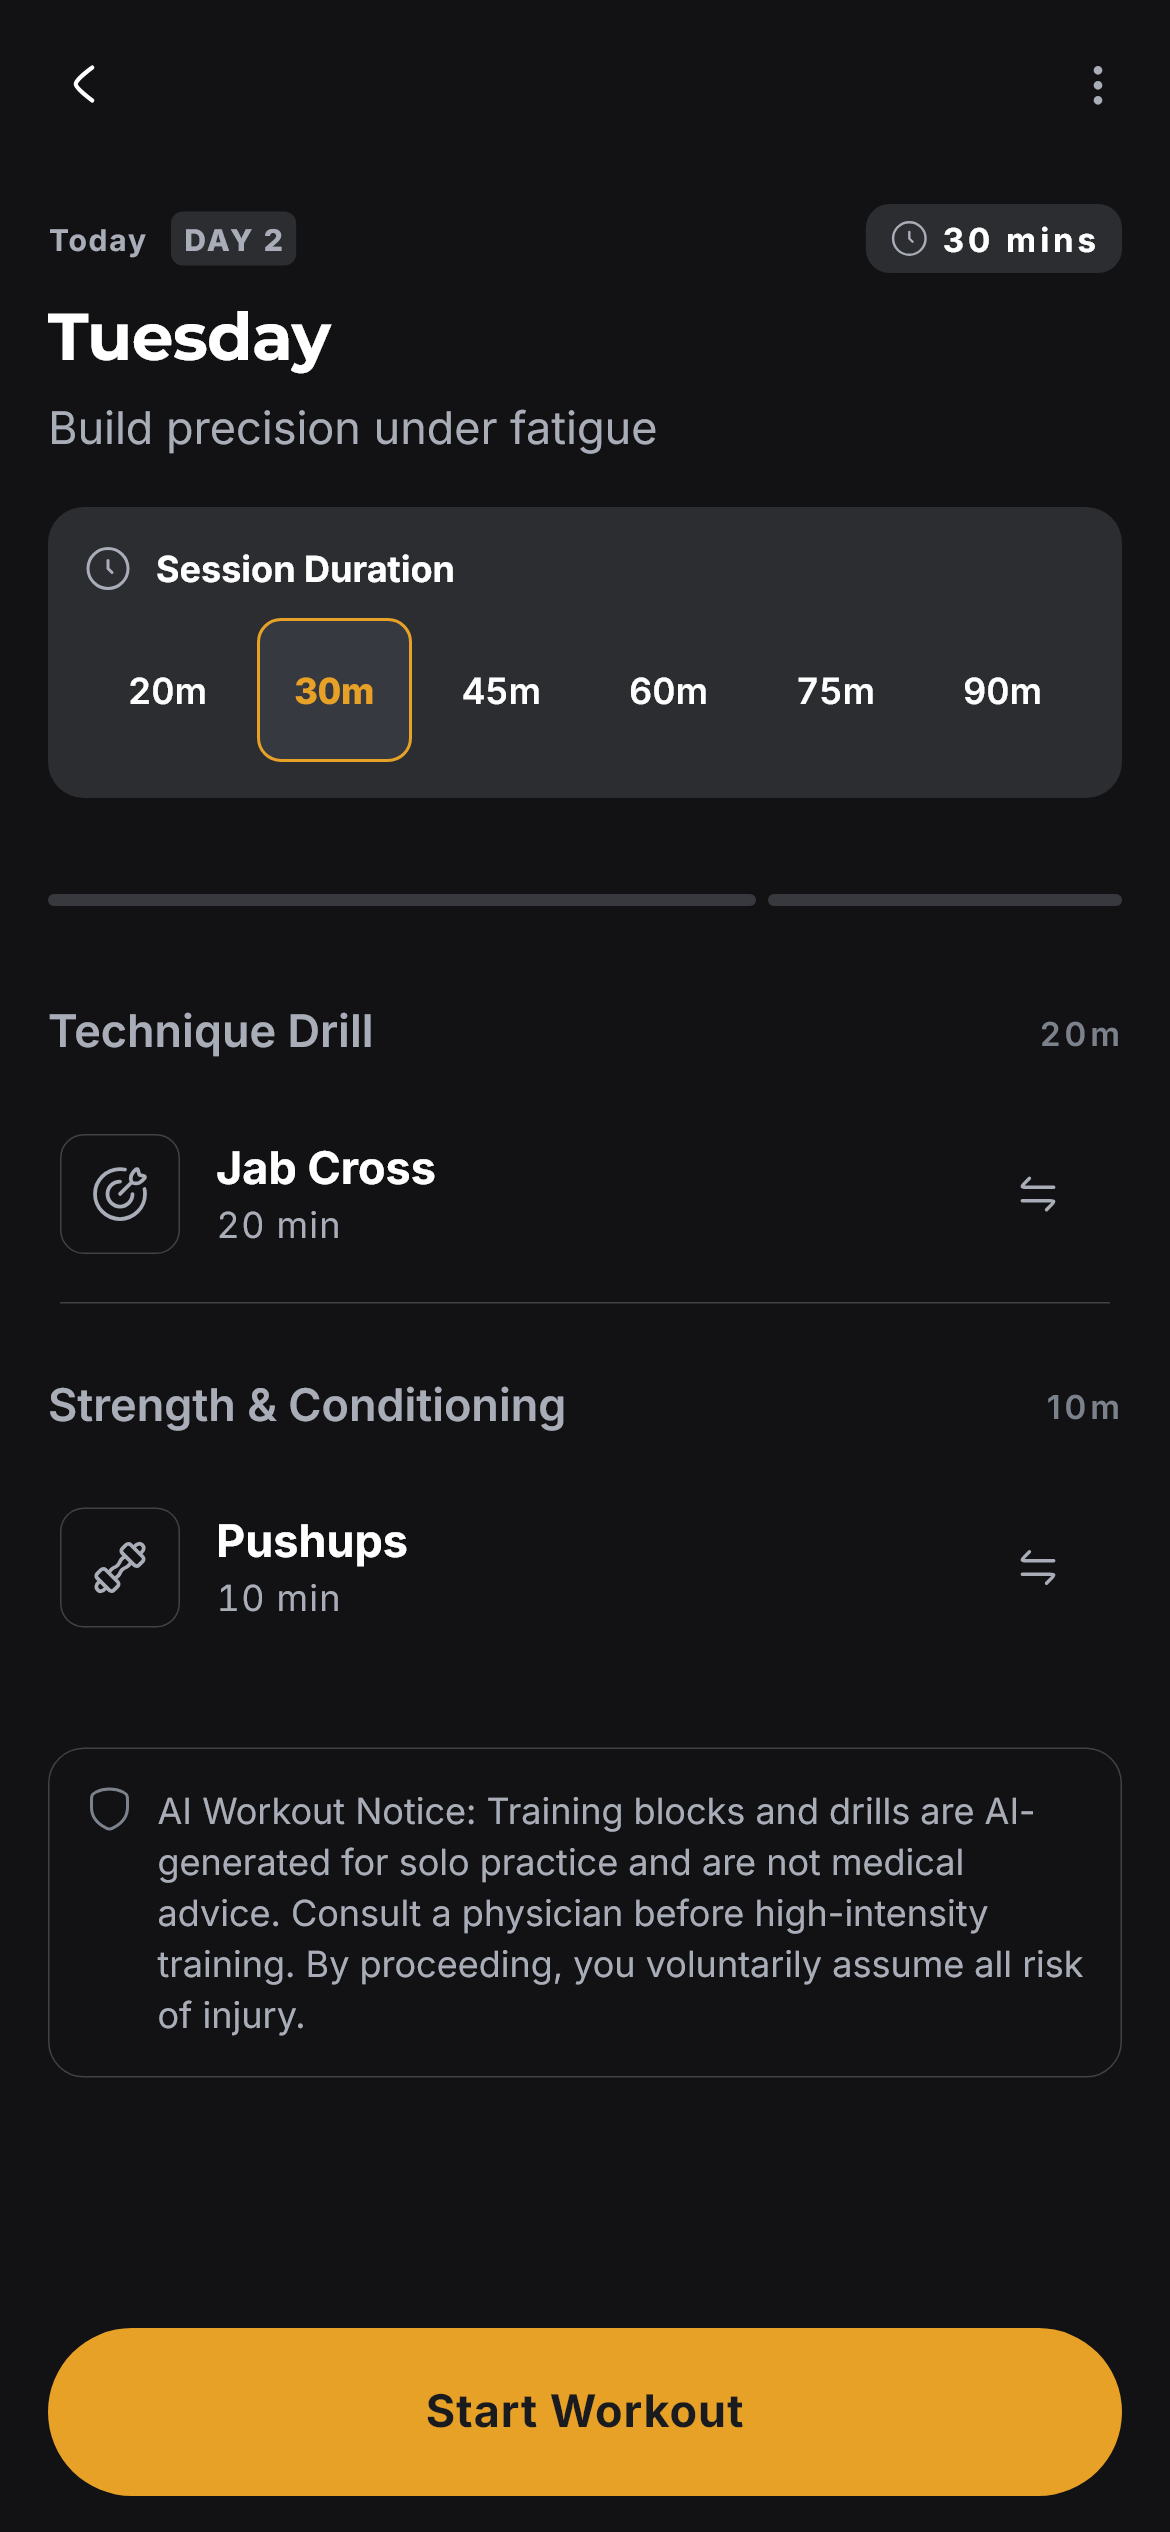 Today DAY 2
30 mins
Tuesday
Build precision under fatigue
Session Duration
20m 30m 45m 60m 75m 90m
Technique Drill 20m
Jab Cross
20 min
Strength & Conditioning 10m
Pushups
10 min
AI Workout Notice: Training blocks and drills are AI-
generated for solo practice and are not medical
advice. Consult a physician before high-intensity
training. By proceeding, you voluntarily assume all risk
of injury.
Start Workout